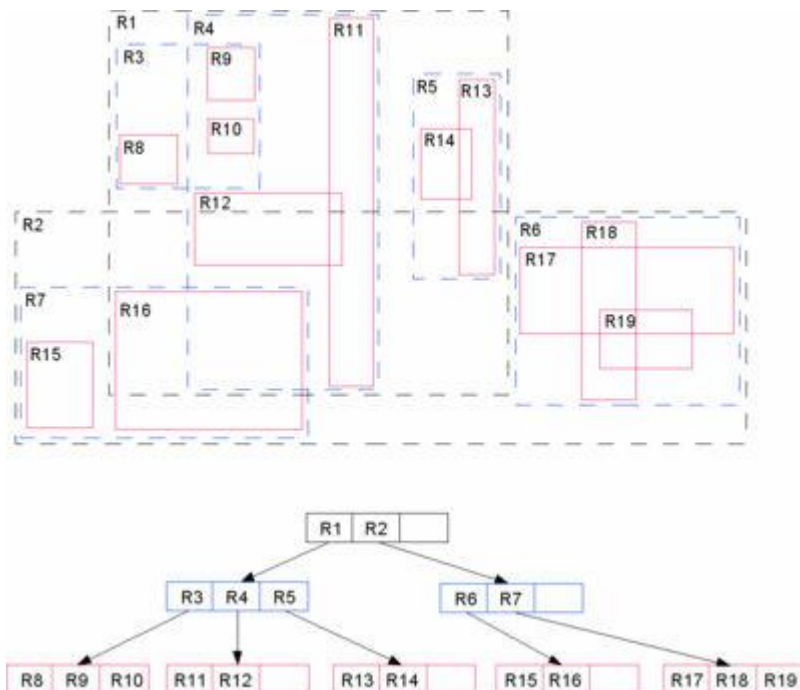 R1
R4
R11
R3
R9
R5
R13
R10
R14
R8
R12
R2
R6
R18
R17
R7
R16
R19
R15
R1 R2
R3 R4 R5
R6 R7
R8 R9 R10
R11 R12
R13 R14
R15 R16
R17 R18 R19